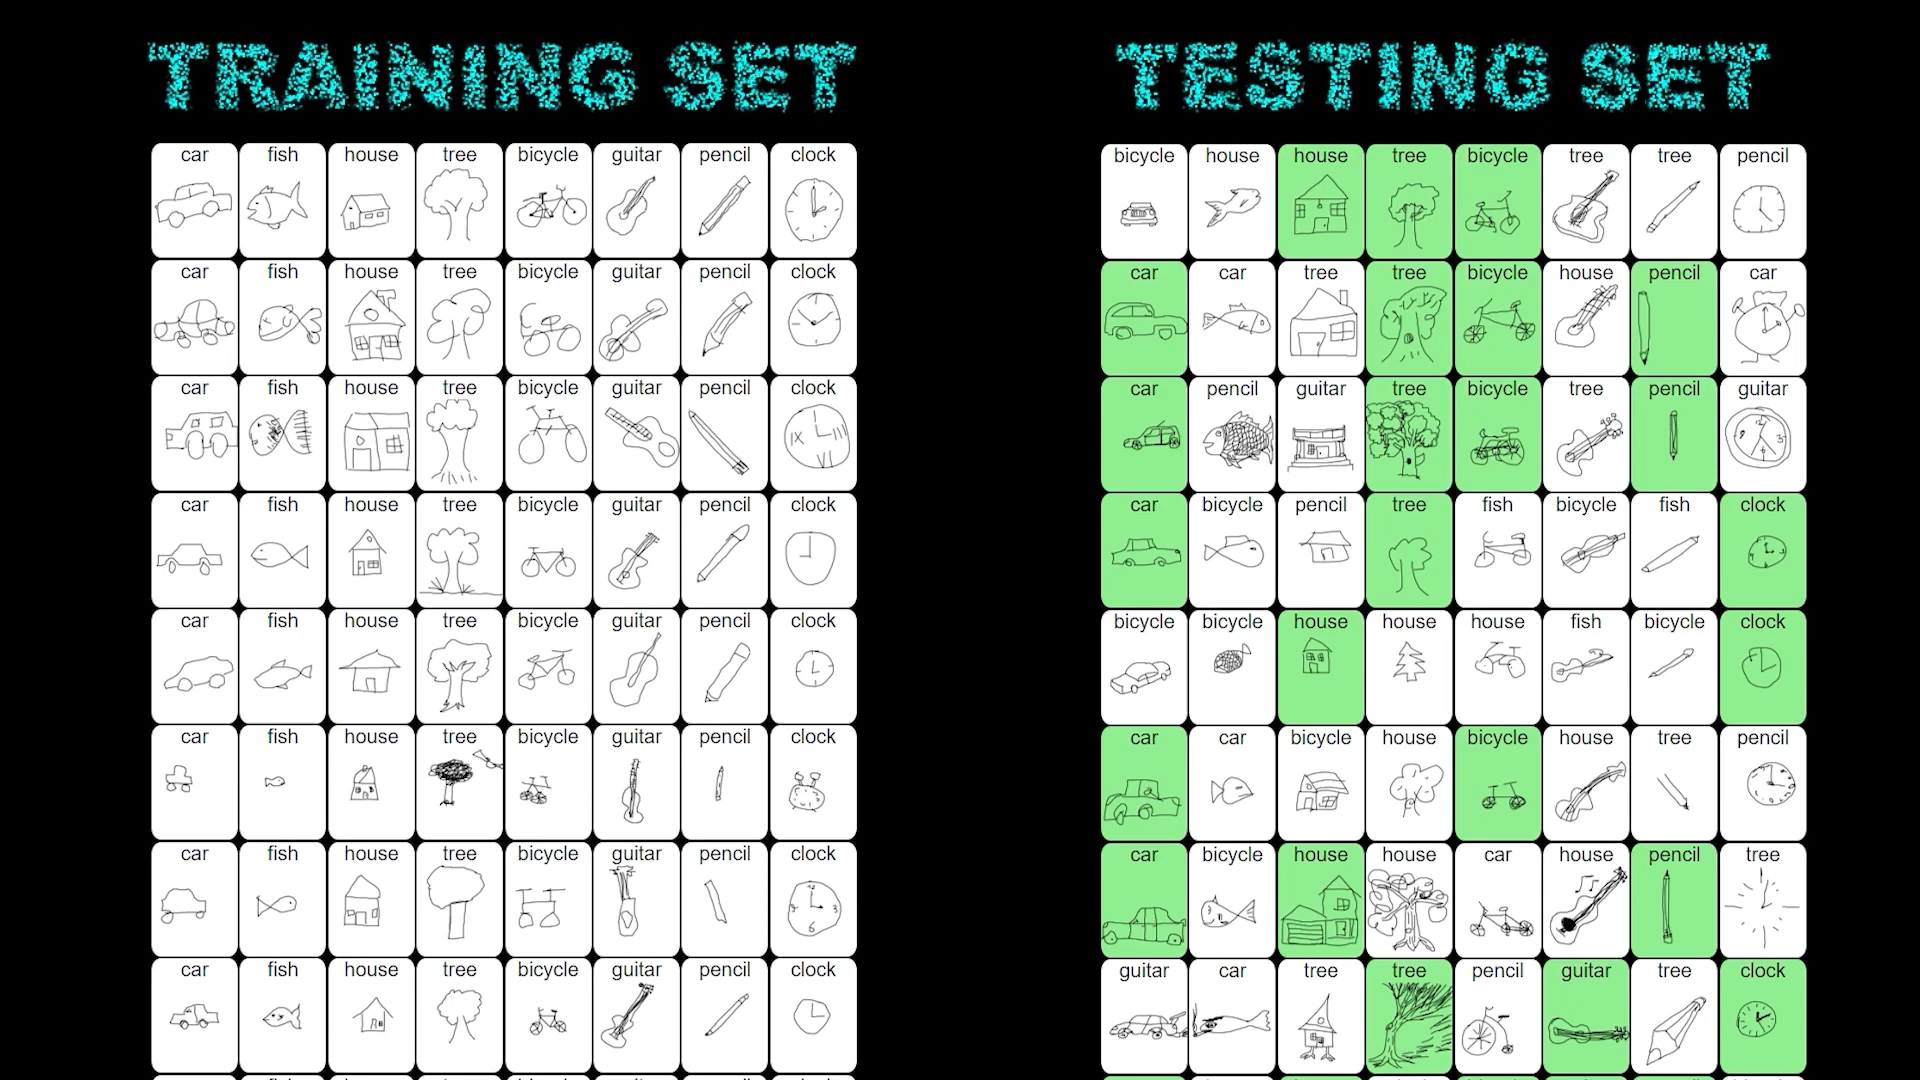 TRAINING SET
TESTING SET
car fish house tree bicycle guitar pencil clock
car fish house tree bicycle guitar pencil clock
car fish house tree bicycle guitar pencil clock
car fish house tree bicycle guitar pencil clock
car fish house tree bicycle guitar pencil clock
car fish house tree bicycle guitar pencil clock
car fish house tree bicycle guitar pencil clock
car fish house tree bicycle guitar pencil clock
bicycle house house tree bicycle tree tree pencil
car car tree tree bicycle house pencil car
car pencil guitar tree bicycle tree pencil guitar
car bicycle pencil tree fish bicycle fish clock
bicycle bicycle house house house fish bicycle clock
car car bicycle house bicycle house tree pencil
car bicycle house house car house pencil tree
guitar car tree tree pencil guitar tree clock